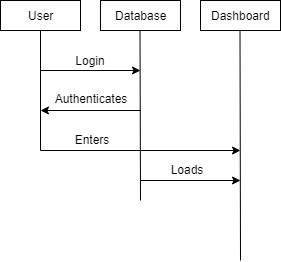 User
Database
Dashboard
Login
Authenticates
Enters
Loads